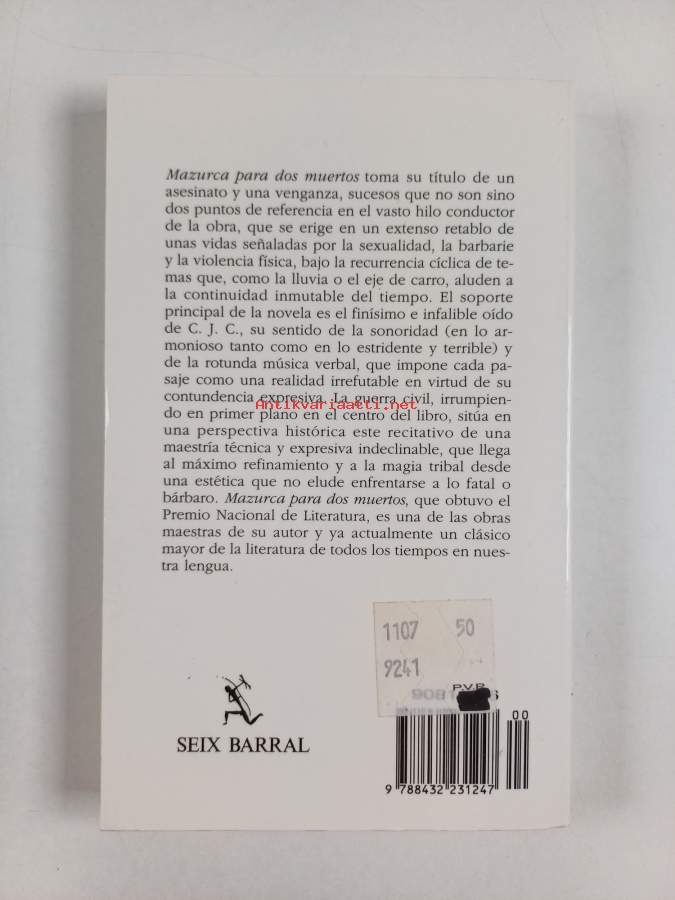 Mazurca para dos muertos toma su título de un
asesinato y una venganza, sucesos que no son sino
dos puntos de referencia en el vasto hilo conductor
de la obra, que se erige en un extenso retablo de
unas vidas señaladas por la sexualidad, la barbarie
y la violencia física, bajo la recurrencia cíclica de te-
mas que, como la lluvia o el eje de carro, aluden a
la continuidad inmutable del tiempo. El soporte
principal de la novela es el finísimo e infalible oído
de C. J. C., su sentido de la sonoridad (en lo ar-
monioso tanto como en lo estridente y terrible) y
de la rotunda música verbal, que impone cada pa-
saje como una realidad irrefutable en virtud de su
contundencia expresiva. La guerra civil, irrumpien-
Antikvariaatti.net
do en primer plano en el centro del libro, sitúa en
una perspectiva histórica este recitativo de una
maestría técnica y expresiva indeclinable, que llega
al máximo refinamiento y a la magia tribal desde
una estética que no elude enfrentarse a lo fatal o
bárbaro. Mazurca para dos muertos, que obtuvo el
Premio Nacional de Literatura, es una de las obras
maestras de su autor y ya actualmente un clásico
mayor de la literatura de todos los tiempos en nues-
tra lengua.
1107 50
9241
P.V.P.
00
SEIX BARRAL
9 788432 231247